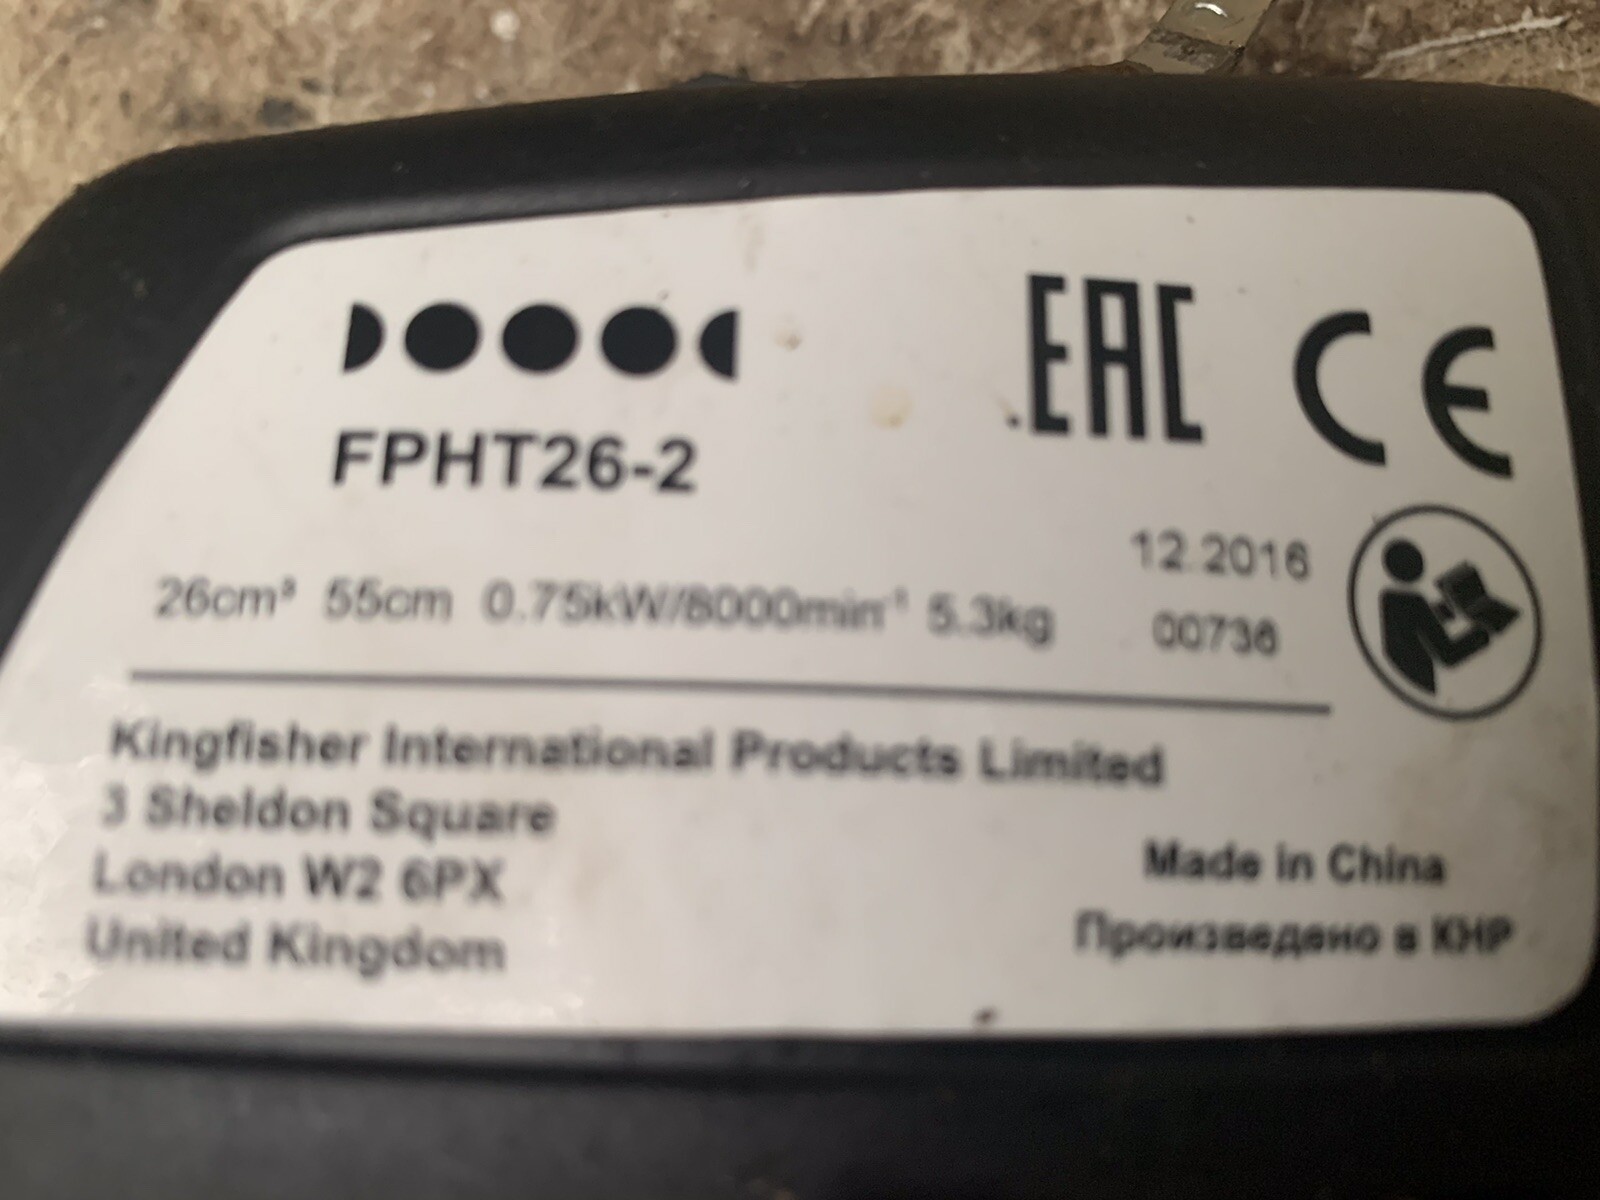 EAC CE
FPHT26-2
12.2016
26cm³ 55cm 0.75kW/8000min⁻¹ 5.3kg
00736
Kingfisher International Products Limited
3 Sheldon Square
London W2 6PX
United Kingdom
Made in China
Произведено в КНР